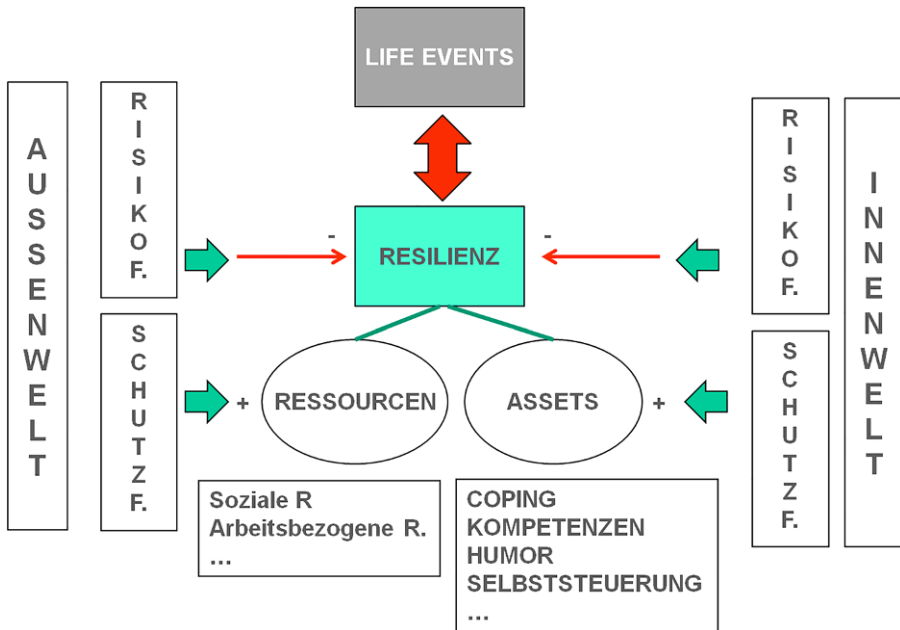 LIFE EVENTS
AUSSENWELT
RISIKOF.
RISIKOF.
INNENWELT
-
-
RESILIENZ
SCHUTZF.
SCHUTZF.
+
RESSOURCEN
ASSETS
+
Soziale R
Arbeitsbezogene R.
...
COPING
KOMPETENZEN
HUMOR
SELBSTSTEUERUNG
...